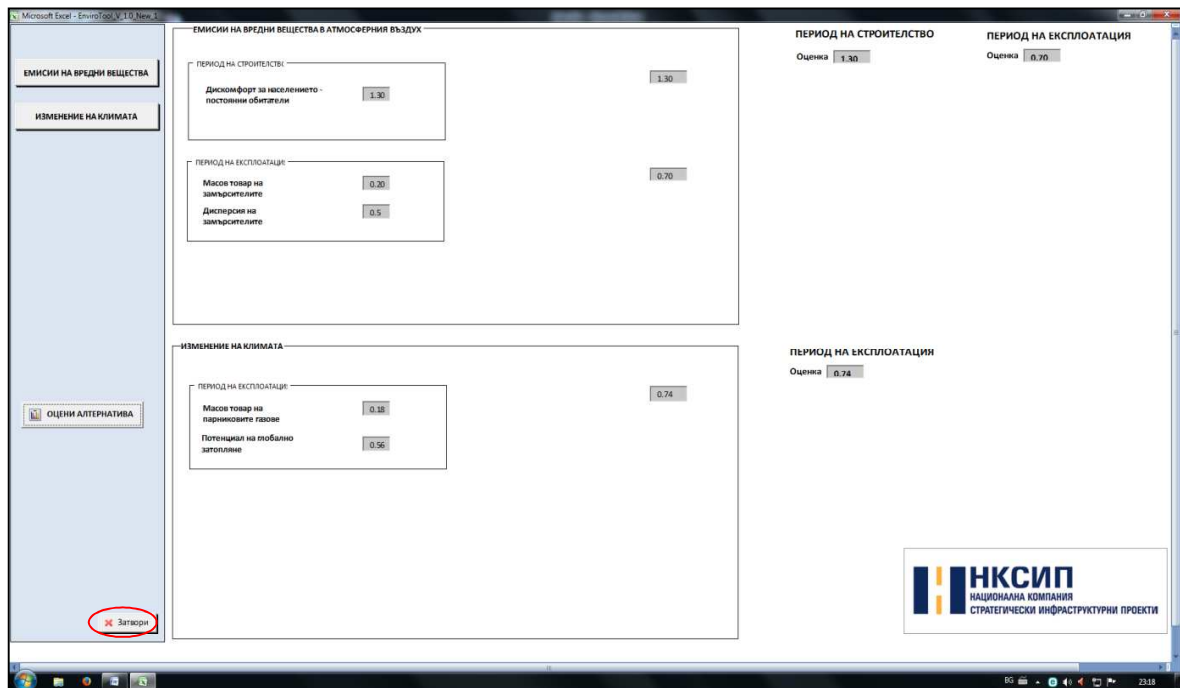 Microsoft Excel - EnviroTool_V_1.0_New_1
ЕМИСИИ НА ВРЕДНИ ВЕЩЕСТВА
ИЗМЕНЕНИЕ НА КЛИМАТА
ОЦЕНИ АЛТЕРНАТИВА
Затвори
ЕМИСИИ НА ВРЕДНИ ВЕЩЕСТВА В АТМОСФЕРНИЯ ВЪЗДУХ
ПЕРИОД НА СТРОИТЕЛСТВО
Оценка 1.30
ПЕРИОД НА ЕКСПЛОАТАЦИЯ
Оценка 0.70
ПЕРИОД НА СТРОИТЕЛСТВ
1.30
Дискомфорт за населението -
постоянни обитатели
1.30
ПЕРИОД НА ЕКСПЛОАТАЦИ
0.70
Масов товар на
замърсителите
0.20
Дисперсия на
замърсителите
0.5
ИЗМЕНЕНИЕ НА КЛИМАТА
ПЕРИОД НА ЕКСПЛОАТАЦИЯ
Оценка 0.74
ПЕРИОД НА ЕКСПЛОАТАЦИ
0.74
Масов товар на
парниковите газове
0.18
Потенциал на глобално
затопляне
0.56
НКСИП
НАЦИОНАЛНА КОМПАНИЯ
СТРАТЕГИЧЕСКИ ИНФРАСТРУКТУРНИ ПРОЕКТИ
BG
23:18